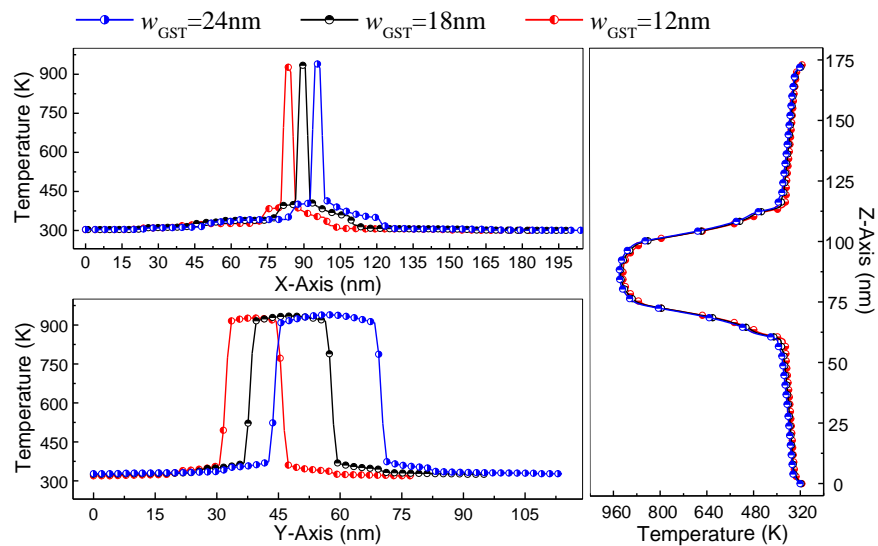 w_GST=24nm w_GST=18nm w_GST=12nm
900
750
600
450
300
Temperature (K)
0 15 30 45 60 75 90 105 120 135 150 165 180 195
X-Axis (nm)
900
750
600
450
300
Temperature (K)
0 15 30 45 60 75 90 105
Y-Axis (nm)
175
150
125
100
75
50
25
0
Z-Axis (nm)
960 800 640 480 320
Temperature (K)